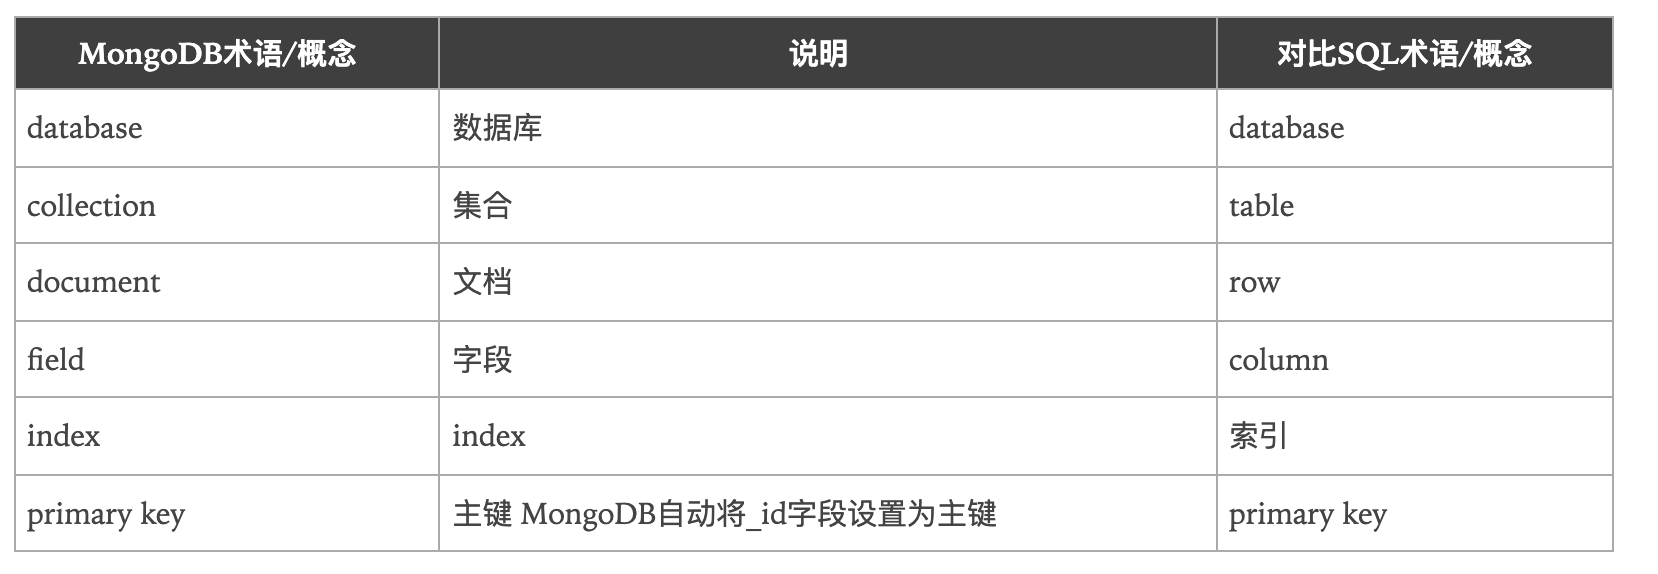 MongoDB术语/概念 说明 对比SQL术语/概念
database 数据库 database
collection 集合 table
document 文档 row
field 字段 column
index index 索引
primary key 主键 MongoDB自动将_id字段设置为主键 primary key